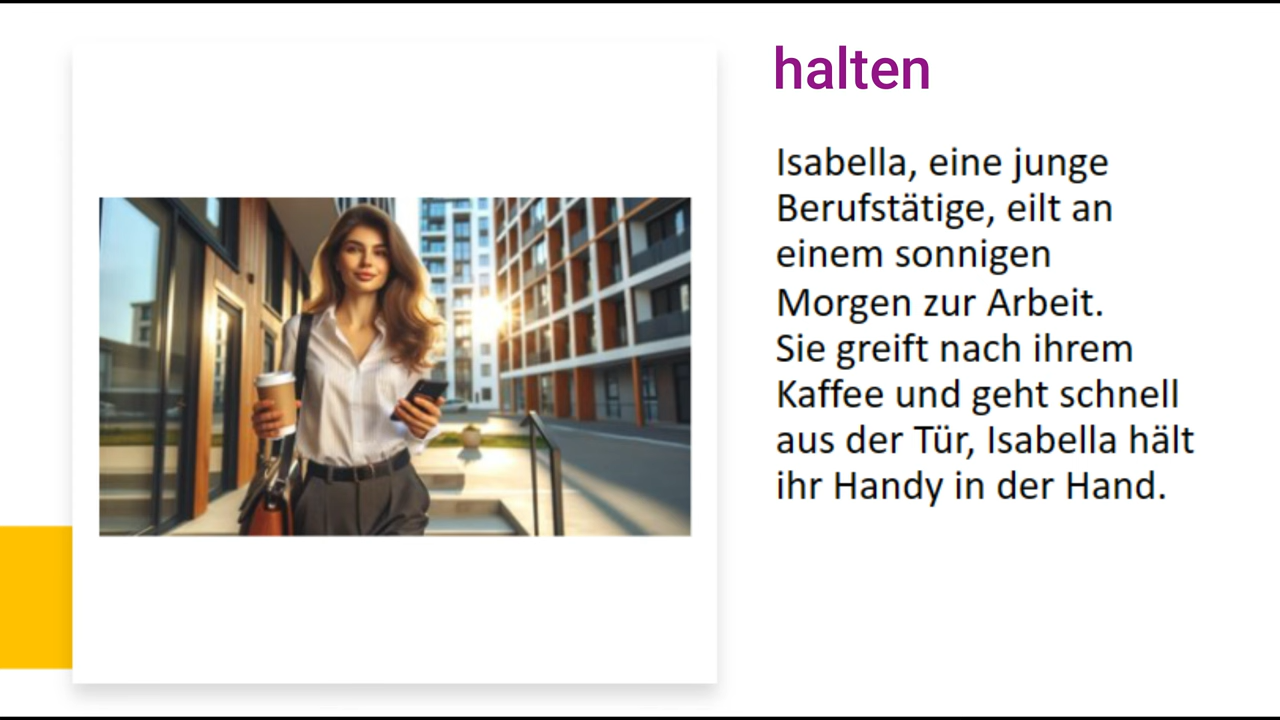 halten
Isabella, eine junge
Berufstätige, eilt an
einem sonnigen
Morgen zur Arbeit.
Sie greift nach ihrem
Kaffee und geht schnell
aus der Tür, Isabella hält
ihr Handy in der Hand.